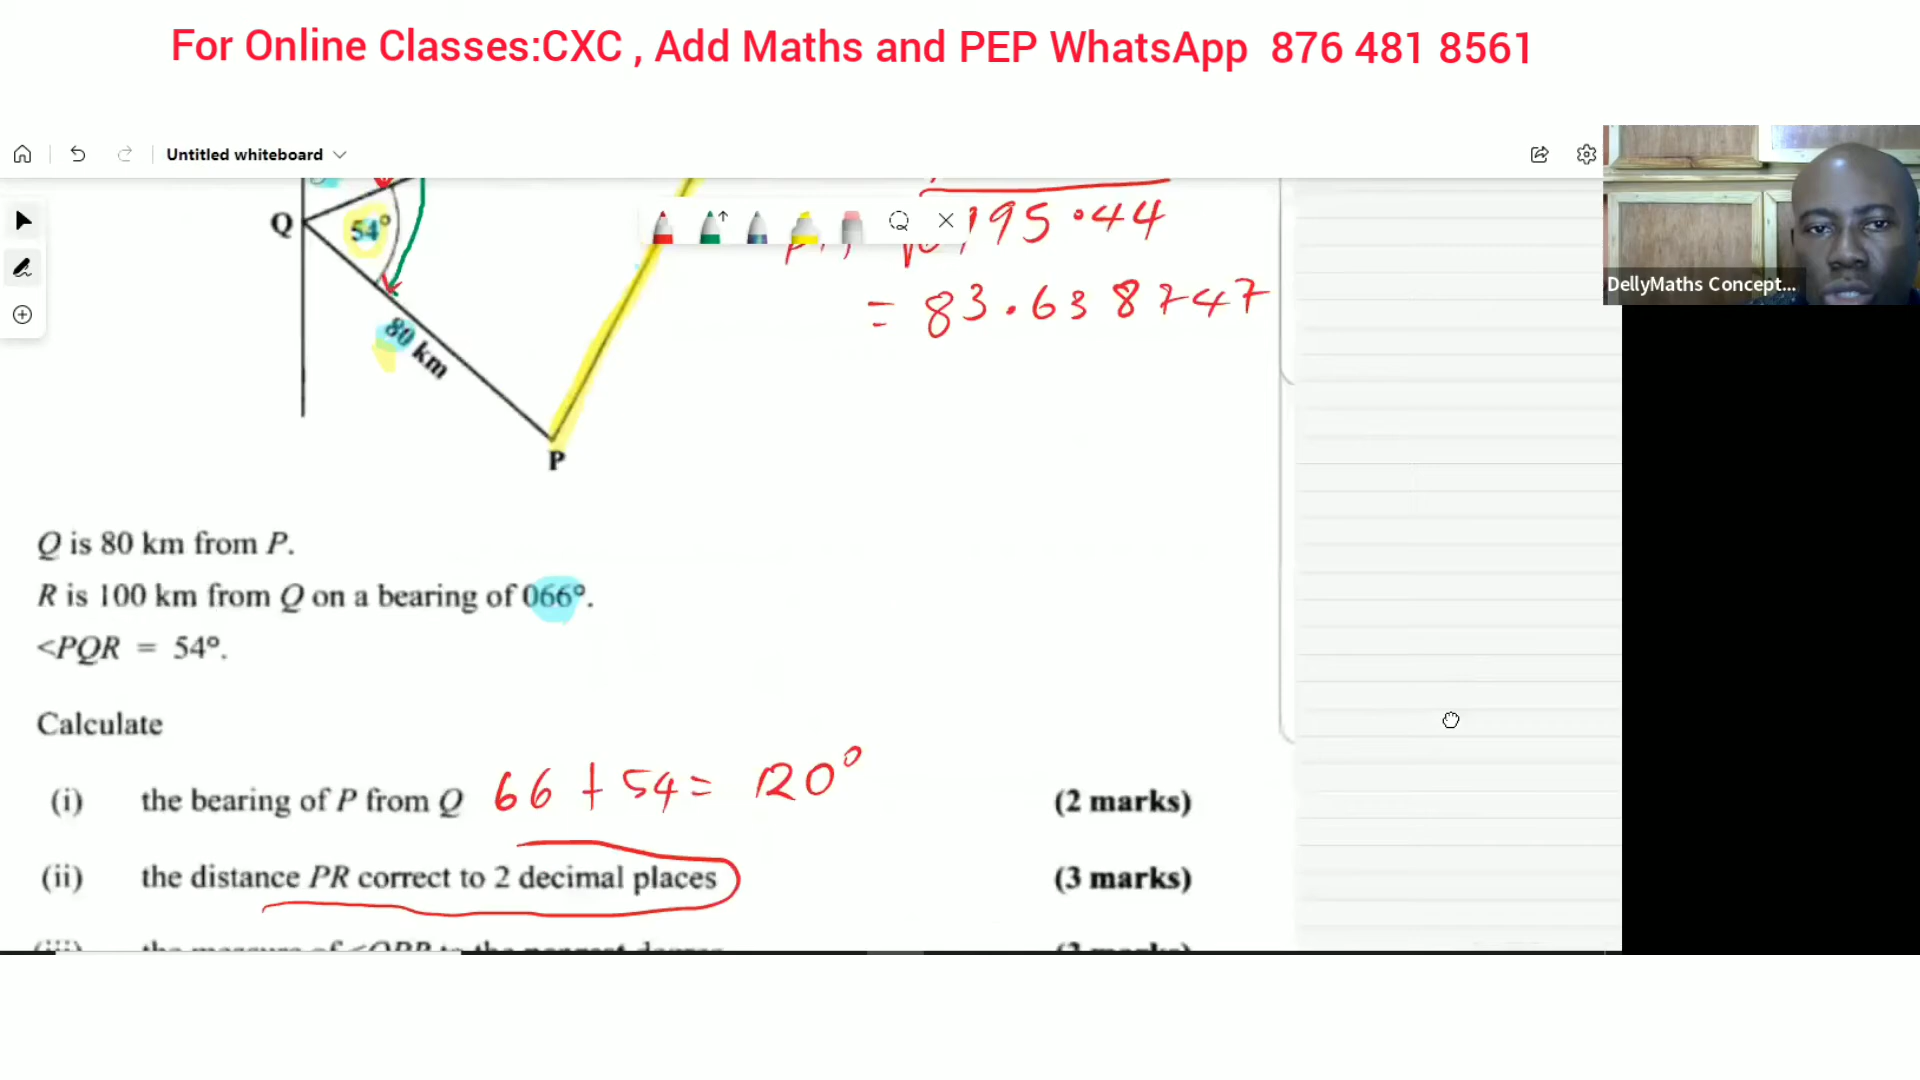 For Online Classes:CXC , Add Maths and PEP WhatsApp 876 481 8561
Untitled whiteboard
Q
54°
195.44
= 83.638747
80 km
P
DellyMaths Concept...
Q is 80 km from P.
R is 100 km from Q on a bearing of 066°.
<PQR = 54°.
Calculate
(i) the bearing of P from Q 66 + 54 = 120° (2 marks)
(ii) the distance PR correct to 2 decimal places (3 marks)